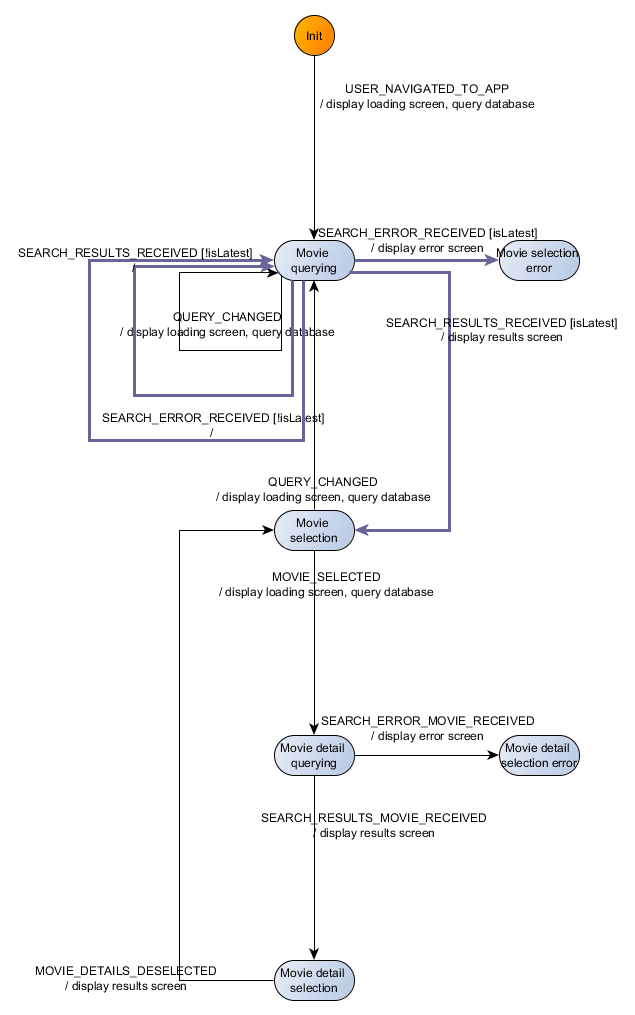 Init
USER_NAVIGATED_TO_APP
/ display loading screen, query database
SEARCH_ERROR_RECEIVED [isLatest]
/ display error screen
SEARCH_RESULTS_RECEIVED [!isLatest]
/
Movie
querying
Movie selection
error
QUERY_CHANGED
/ display loading screen, query database
SEARCH_RESULTS_RECEIVED [isLatest]
/ display results screen
SEARCH_ERROR_RECEIVED [!isLatest]
/
QUERY_CHANGED
/ display loading screen, query database
Movie
selection
MOVIE_SELECTED
/ display loading screen, query database
SEARCH_ERROR_MOVIE_RECEIVED
/ display error screen
Movie detail
querying
Movie detail
selection error
SEARCH_RESULTS_MOVIE_RECEIVED
/ display results screen
MOVIE_DETAILS_DESELECTED
/ display results screen
Movie detail
selection